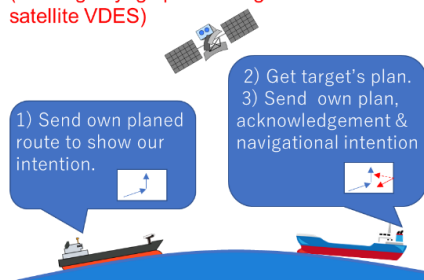 satellite VDES)
2) Get target's plan.
3) Send own plan,
acknowledgement &
navigational intention
1) Send own planed
route to show our
intention.